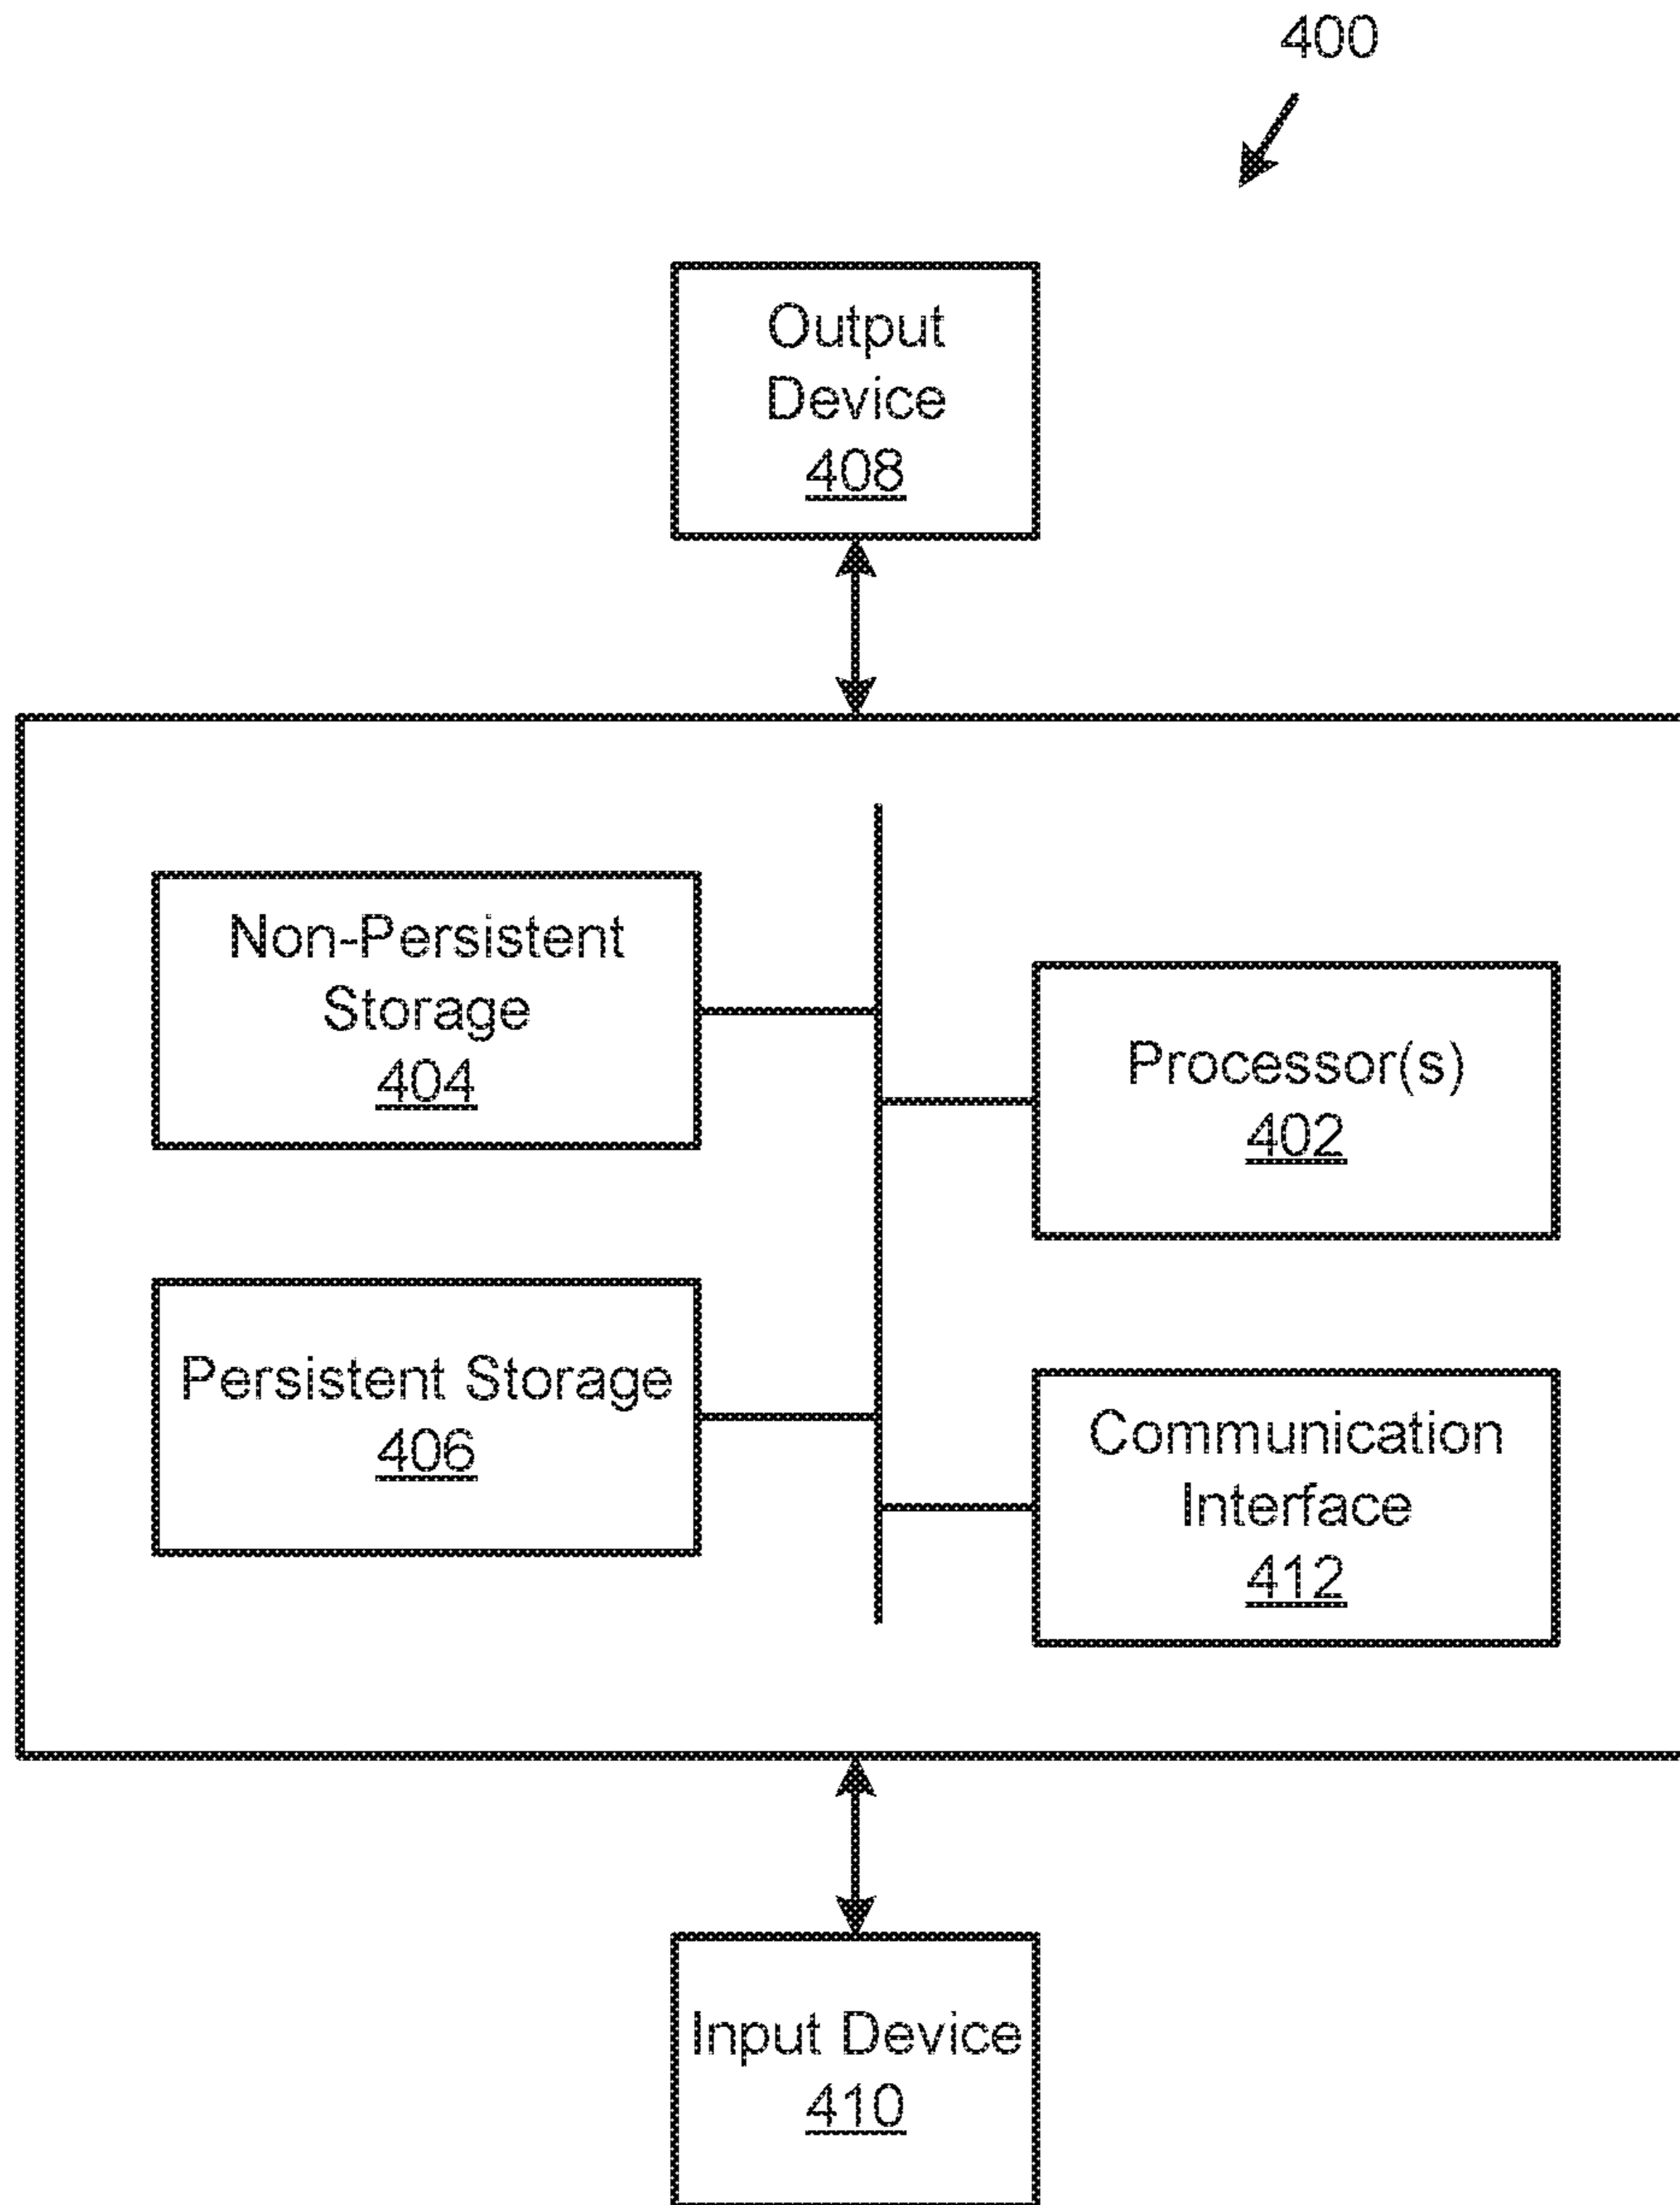 400
Output
Device
408
Non-Persistent
Storage
404
Processor(s)
402
Persistent Storage
406
Communication
Interface
412
Input Device
410